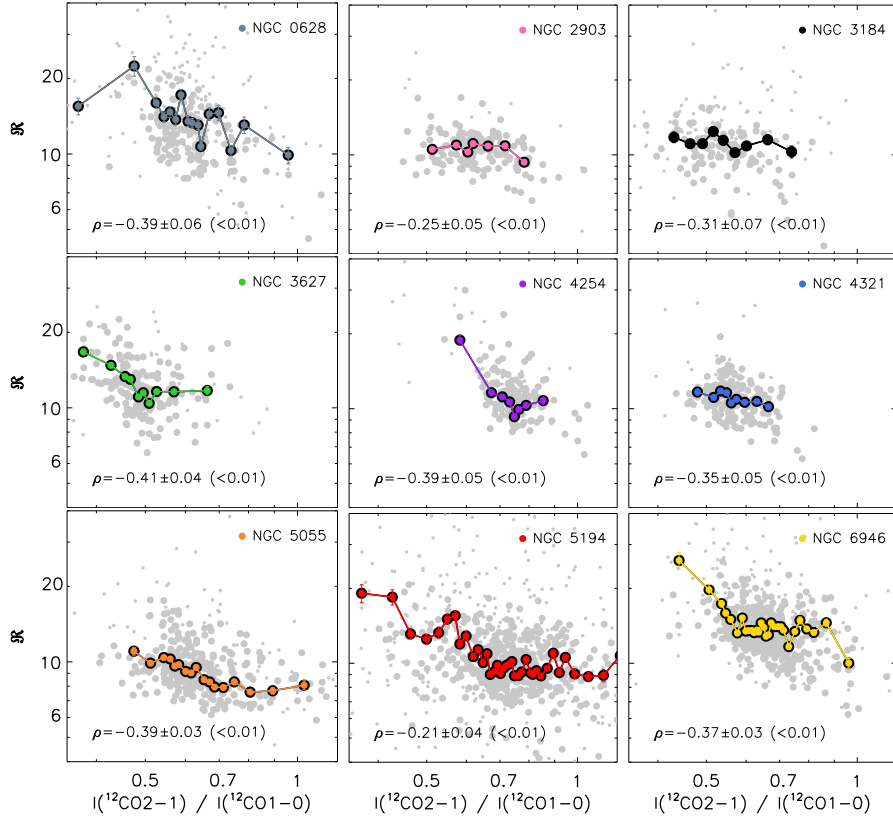 NGC 0628
NGC 2903
NGC 3184
20
10
6
ℜ
ρ=−0.39±0.06 (<0.01)
ρ=−0.25±0.05 (<0.01)
ρ=−0.31±0.07 (<0.01)
NGC 3627
NGC 4254
NGC 4321
20
10
6
ℜ
ρ=−0.41±0.04 (<0.01)
ρ=−0.39±0.05 (<0.01)
ρ=−0.35±0.05 (<0.01)
NGC 5055
NGC 5194
NGC 6946
20
10
6
ℜ
ρ=−0.39±0.03 (<0.01)
ρ=−0.21±0.04 (<0.01)
ρ=−0.37±0.03 (<0.01)
0.5 0.7 1
0.5 0.7 1
0.5 0.7 1
I(¹²CO2−1) / I(¹²CO1−0)
I(¹²CO2−1) / I(¹²CO1−0)
I(¹²CO2−1) / I(¹²CO1−0)